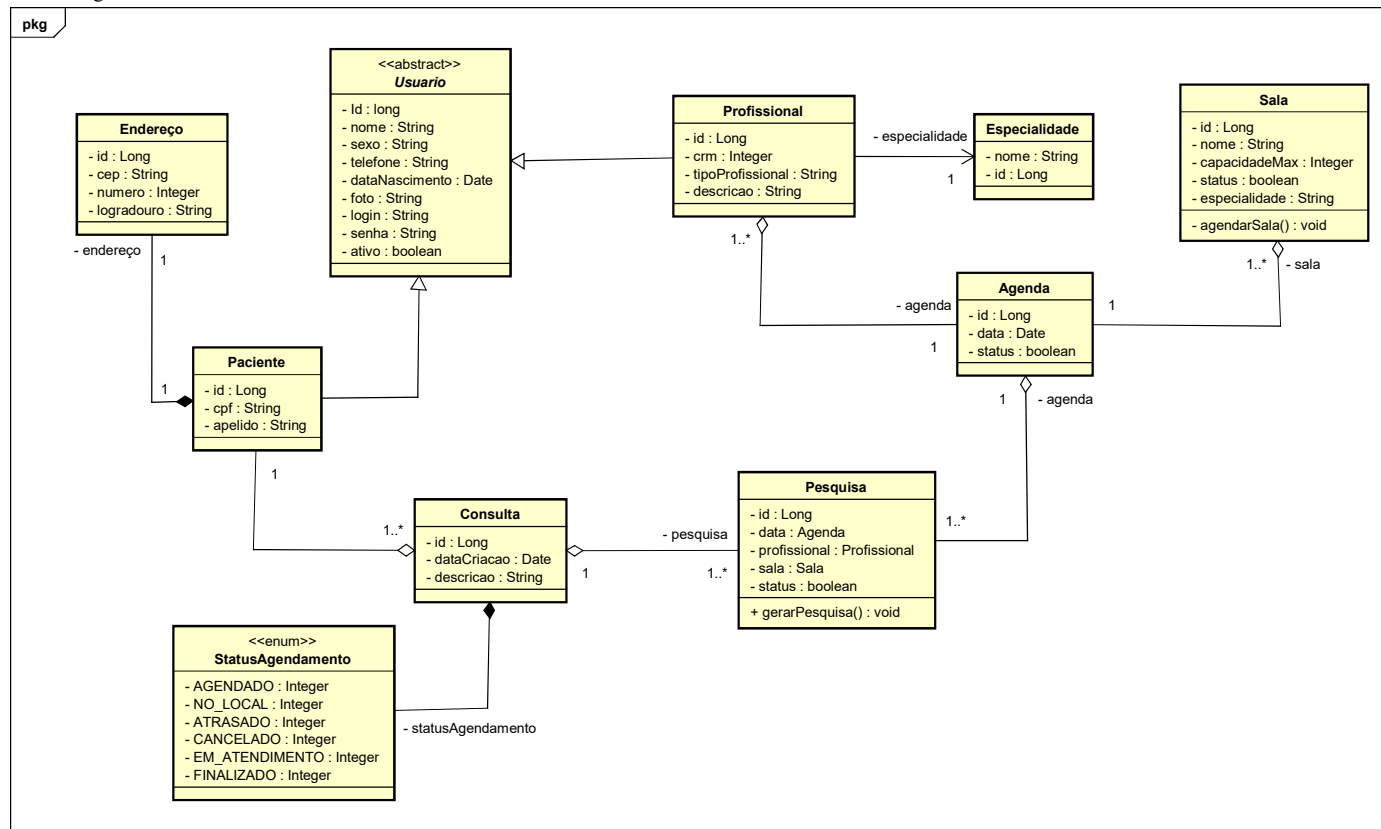 pkg
<<abstract>>
Usuario
- Id : long
- nome : String
- sexo : String
- telefone : String
- dataNascimento : Date
- foto : String
- login : String
- senha : String
- ativo : boolean
Endereço
- id : Long
- cep : String
- numero : Integer
- logradouro : String
- endereço
1
1
Profissional
- id : Long
- crm : Integer
- tipoProfissional : String
- descricao : String
- especialidade
1
Especialidade
- nome : String
- id : Long
Sala
- id : Long
- nome : String
- capacidadeMax : Integer
- status : boolean
- especialidade : String
- agendarSala() : void
1..*
- sala
1
1..*
- agenda
1
Agenda
- id : Long
- data : Date
- status : boolean
1
- agenda
1..*
Paciente
- id : Long
- cpf : String
- apelido : String
1
1..*
Consulta
- id : Long
- dataCriacao : Date
- descricao : String
1
- pesquisa
1..*
Pesquisa
- id : Long
- data : Agenda
- profissional : Profissional
- sala : Sala
- status : boolean
+ gerarPesquisa() : void
<<enum>>
StatusAgendamento
- AGENDADO : Integer
- NO_LOCAL : Integer
- ATRASADO : Integer
- CANCELADO : Integer
- EM_ATENDIMENTO : Integer
- FINALIZADO : Integer
- statusAgendamento